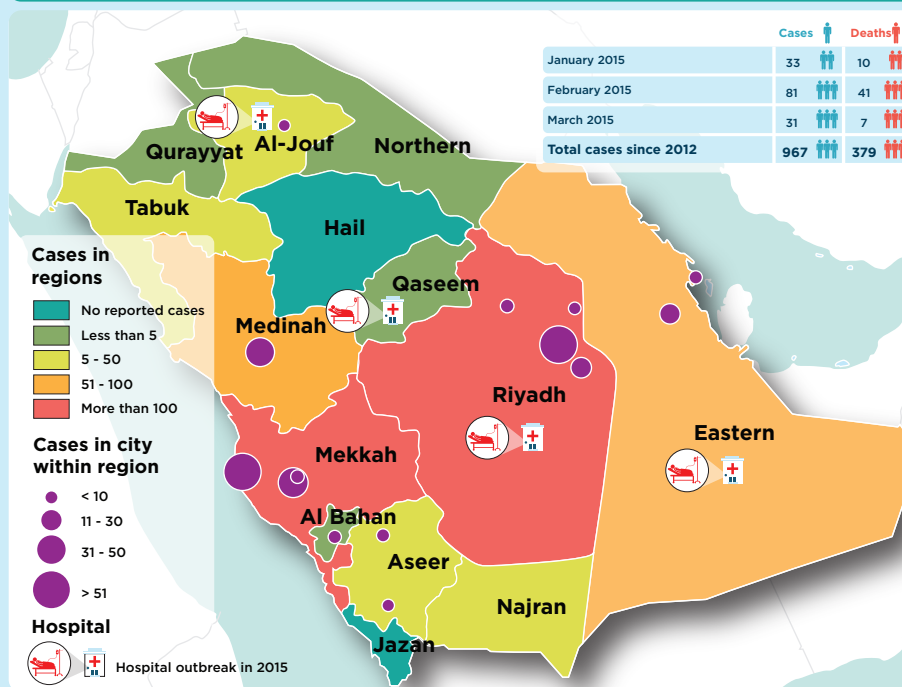 Cases Deaths
January 2015 33 10
February 2015 81 41
March 2015 31 7
Total cases since 2012 967 379
Qurayyat
Al-Jouf
Northern
Tabuk
Hail
Qaseem
Medinah
Riyadh
Eastern
Mekkah
Al Bahan
Aseer
Najran
Jazan
Cases in
regions
No reported cases
Less than 5
5 - 50
51 - 100
More than 100
Cases in city
within region
< 10
11 - 30
31 - 50
> 51
Hospital
Hospital outbreak in 2015